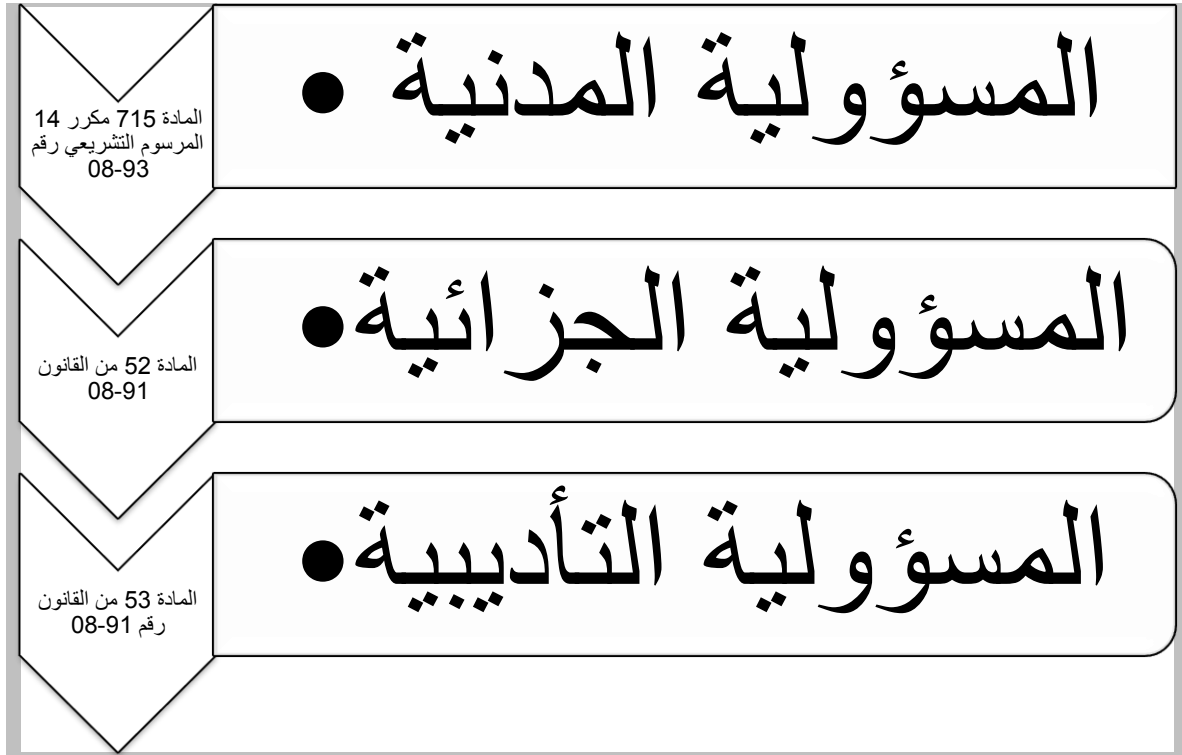 المسؤولية المدنية •
المادة 715 مكرر 14
المرسوم التشريعي رقم
08-93
المسؤولية الجزائية•
المادة 52 من القانون
08-91
المسؤولية التأديبية•
المادة 53 من القانون
رقم 91-08